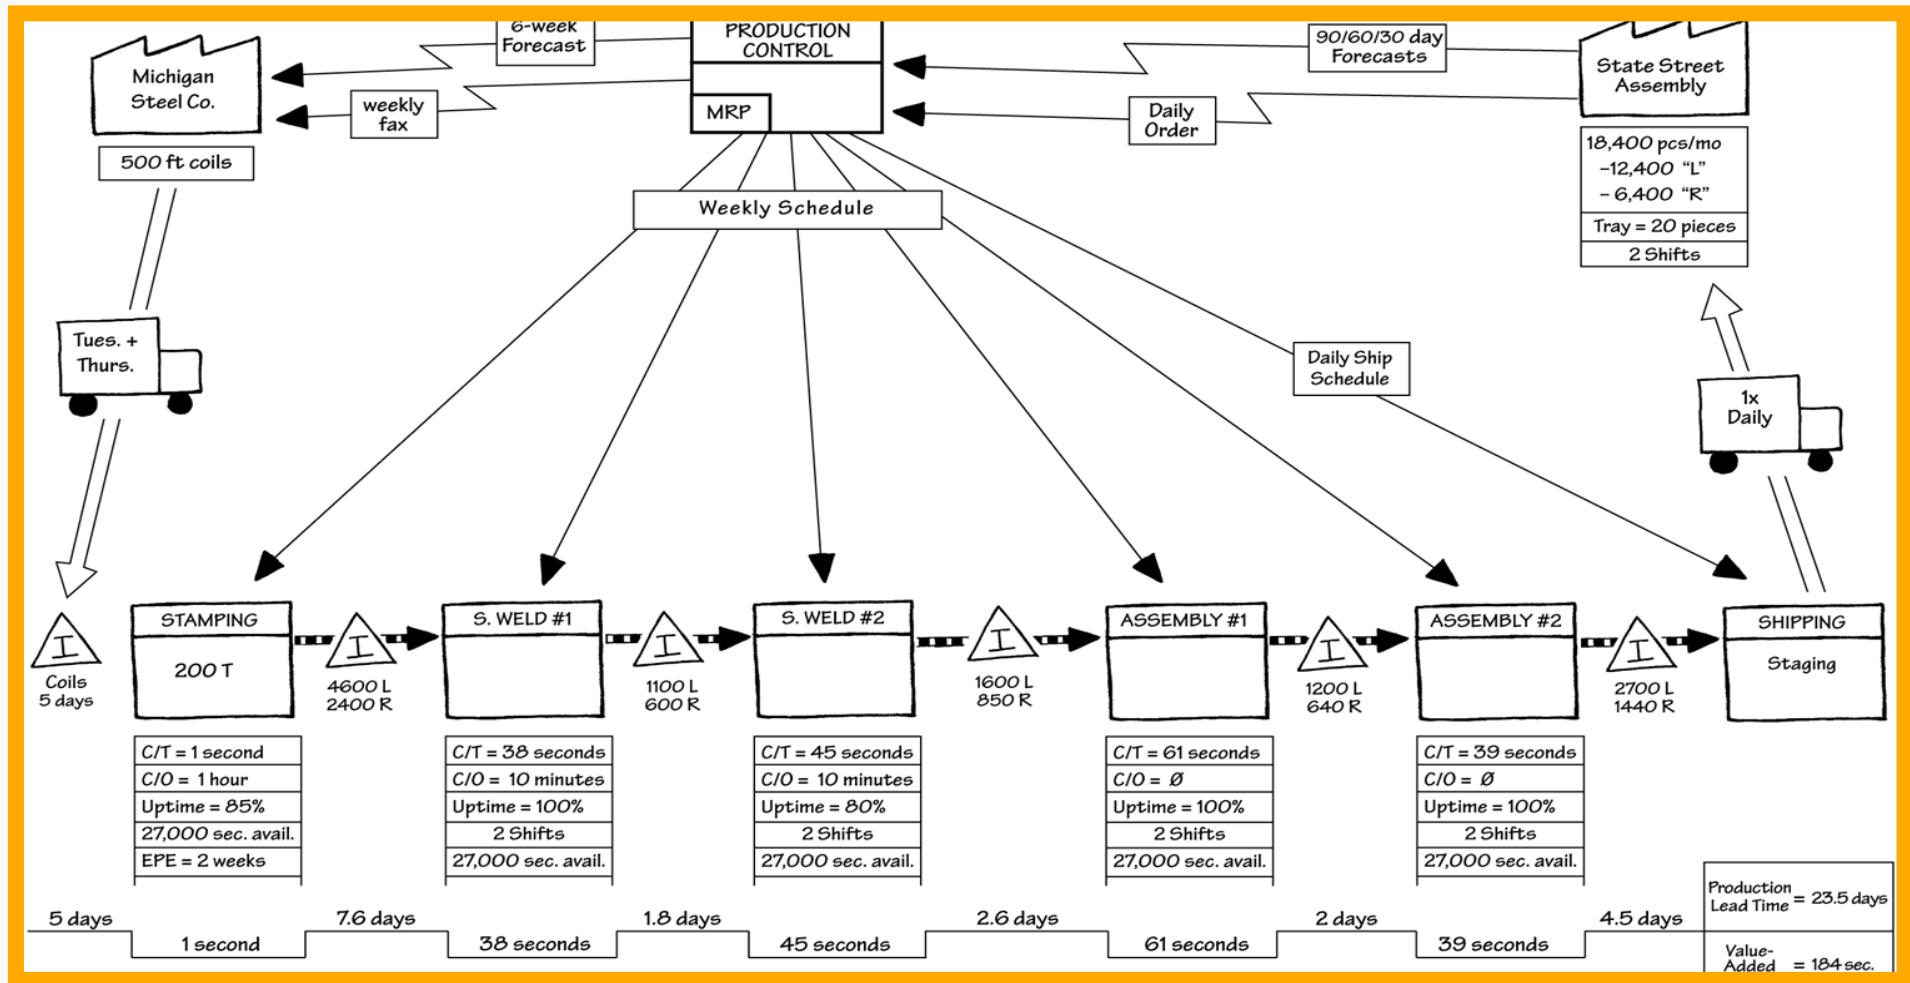 6-week
Forecast
PRODUCTION
CONTROL
MRP
90/60/30 day
Forecasts
Michigan
Steel Co.
weekly
fax
Daily
Order
State Street
Assembly
500 ft coils
18,400 pcs/mo
-12,400 "L"
- 6,400 "R"
Tray = 20 pieces
2 Shifts
Weekly Schedule
Tues. +
Thurs.
Daily Ship
Schedule
1x
Daily
I
Coils
5 days
STAMPING
200 T
I
4600 L
2400 R
S. WELD #1
I
1100 L
600 R
S. WELD #2
I
1600 L
850 R
ASSEMBLY #1
I
1200 L
640 R
ASSEMBLY #2
I
2700 L
1440 R
SHIPPING
Staging
C/T = 1 second
C/O = 1 hour
Uptime = 85%
27,000 sec. avail.
EPE = 2 weeks
C/T = 38 seconds
C/O = 10 minutes
Uptime = 100%
2 Shifts
27,000 sec. avail.
C/T = 45 seconds
C/O = 10 minutes
Uptime = 80%
2 Shifts
27,000 sec. avail.
C/T = 61 seconds
C/O = Ø
Uptime = 100%
2 Shifts
27,000 sec. avail.
C/T = 39 seconds
C/O = Ø
Uptime = 100%
2 Shifts
27,000 sec. avail.
5 days
1 second
7.6 days
38 seconds
1.8 days
45 seconds
2.6 days
61 seconds
2 days
39 seconds
4.5 days
Production
Lead Time = 23.5 days
Value-
Added = 184 sec.